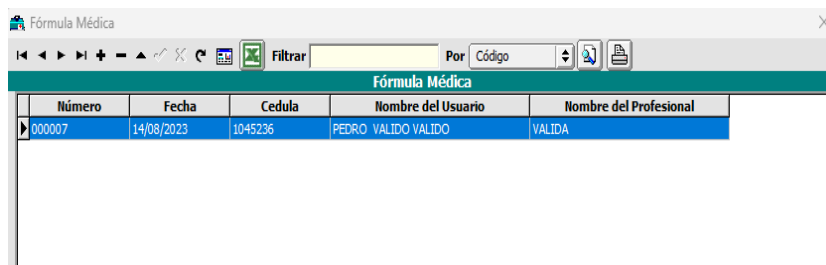 Fórmula Médica
Filtrar Por Código
Fórmula Médica
Número Fecha Cedula Nombre del Usuario Nombre del Profesional
000007 14/08/2023 1045236 PEDRO VALIDO VALIDO VALIDA